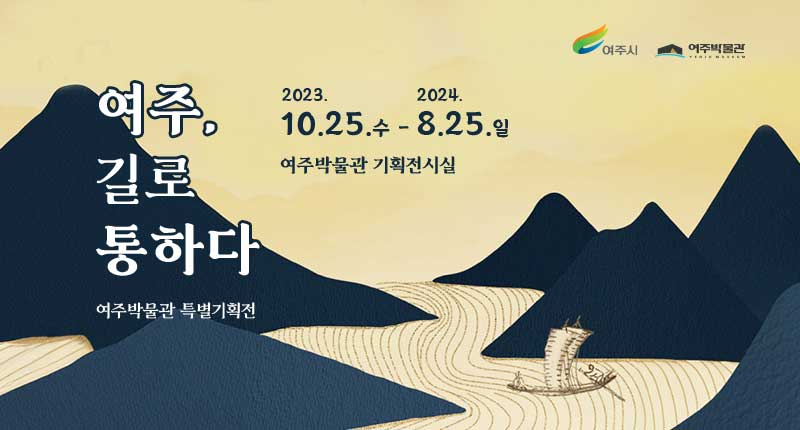 여주시
여주박물관
YEOJU MUSEUM
여주,
길로
통하다
여주박물관 특별기획전
2023. 2024.
10.25.수 - 8.25.일
여주박물관 기획전시실